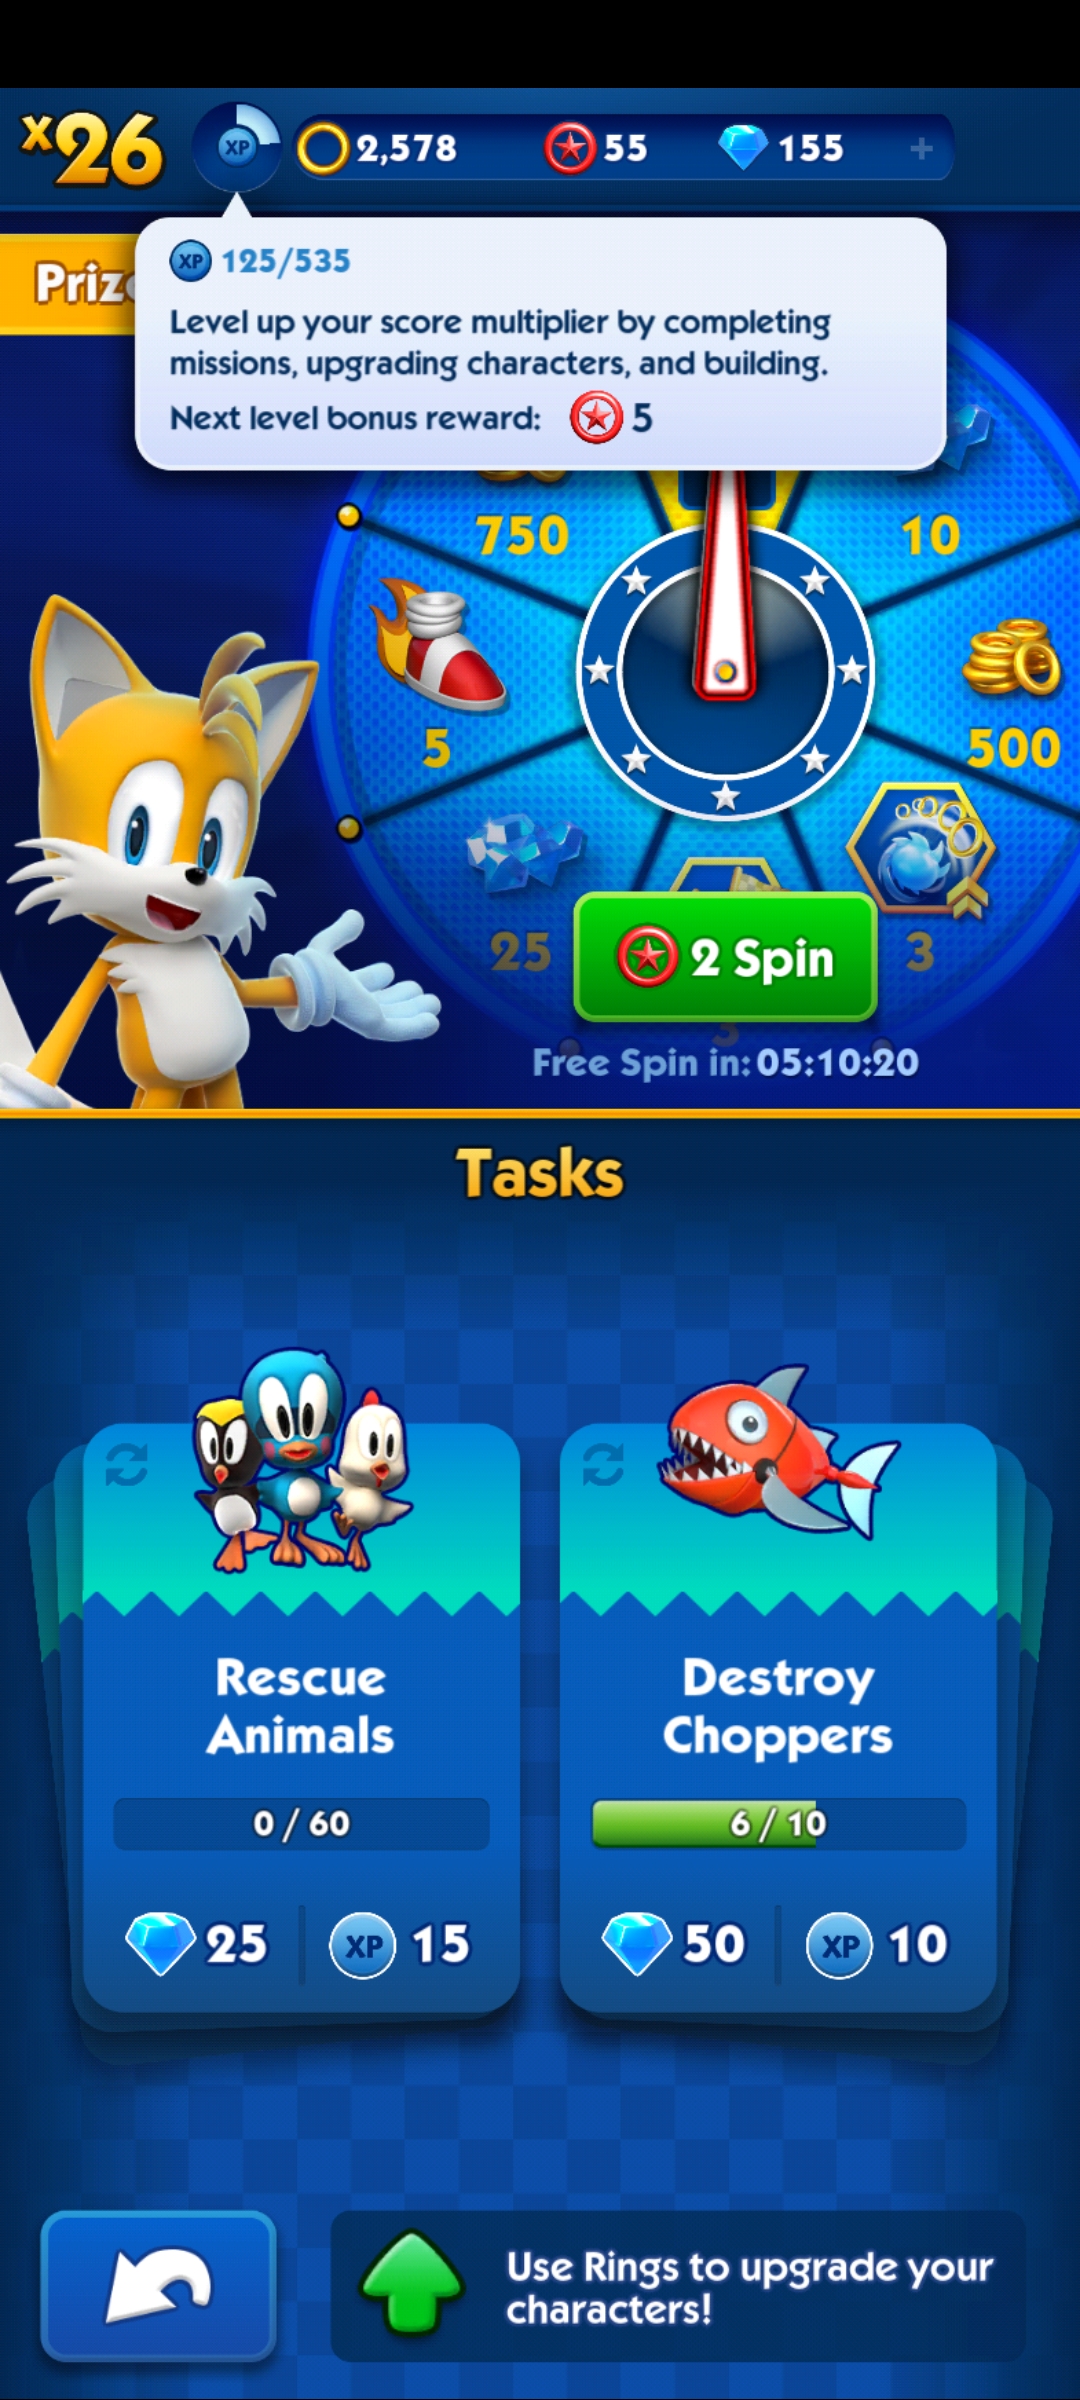 x26
XP
2,578
55
155
+
Priz
XP 125/535
Level up your score multiplier by completing
missions, upgrading characters, and building.
Next level bonus reward: 5
750
10
5
500
25
2 Spin
3
3
Free Spin in: 05:10:20
Tasks
Rescue
Animals
0 / 60
25
XP 15
Destroy
Choppers
6 / 10
50
XP 10
Use Rings to upgrade your
characters!